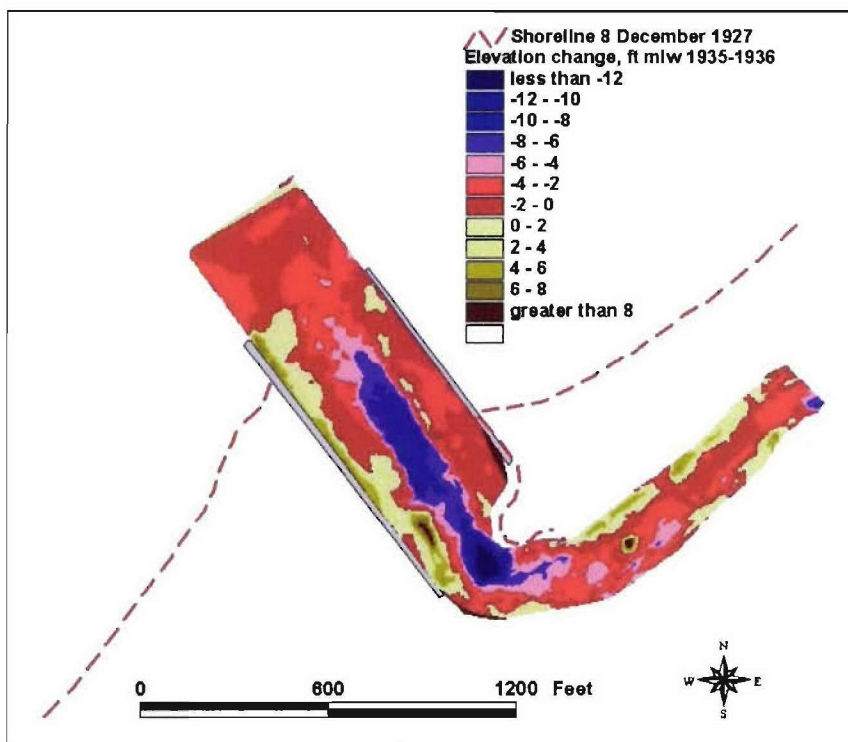 Shoreline 8 December 1927
Elevation change, ft mlw 1935-1936
less than -12
-12 - -10
-10 - -8
-8 - -6
-6 - -4
-4 - -2
-2 - 0
0 - 2
2 - 4
4 - 6
6 - 8
greater than 8
N
W E
S
0 600 1200 Feet